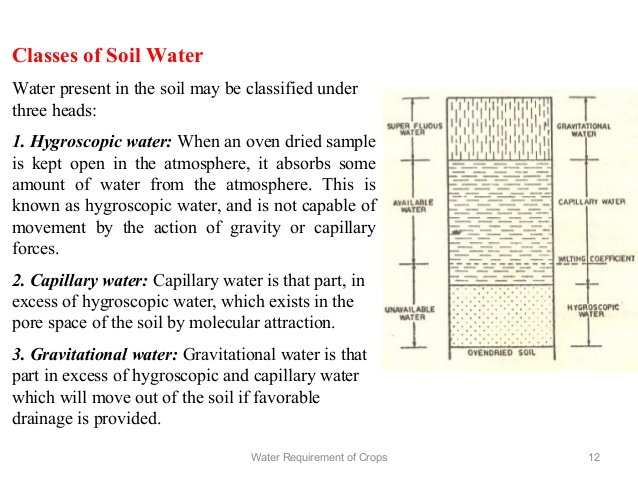 Classes of Soil Water
Water present in the soil may be classified under
three heads:
1. Hygroscopic water: When an oven dried sample
is kept open in the atmosphere, it absorbs some
amount of water from the atmosphere. This is
known as hygroscopic water, and is not capable of
movement by the action of gravity or capillary
forces.
2. Capillary water: Capillary water is that part, in
excess of hygroscopic water, which exists in the
pore space of the soil by molecular attraction.
3. Gravitational water: Gravitational water is that
part in excess of hygroscopic and capillary water
which will move out of the soil if favorable
drainage is provided.
SUPER FLUOUS
WATER
GRAVITATIONAL
WATER
AVAILABLE
WATER
CAPILLARY WATER
WILTING COEFFICIENT
UNAVAILABLE
WATER
HYGROSCOPIC
WATER
OVENDRIED SOIL
Water Requirement of Crops
12